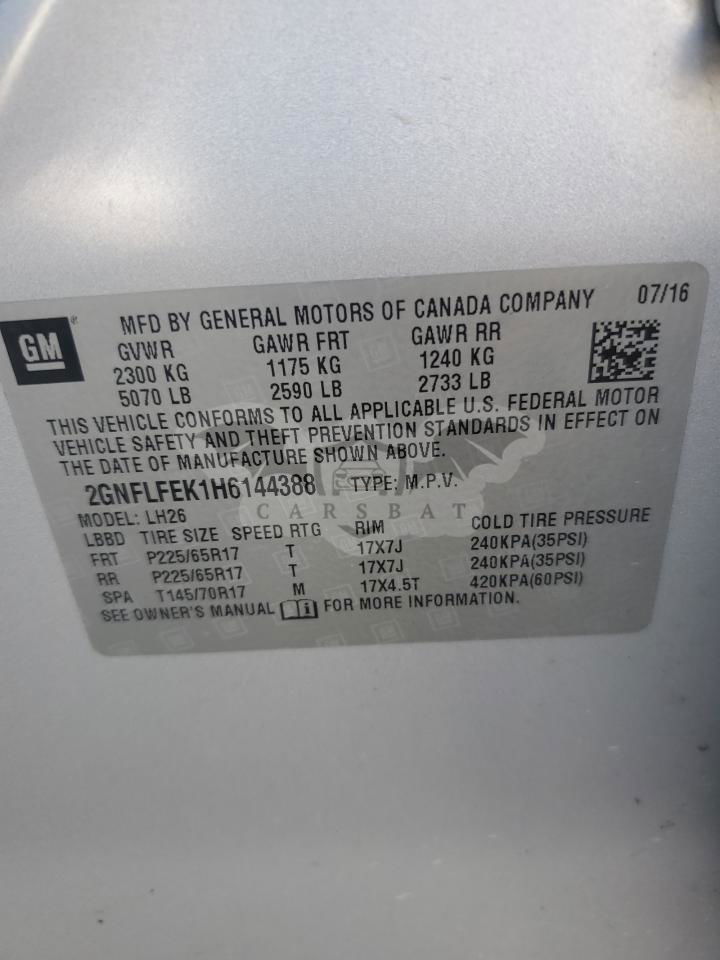 GM
MFD BY GENERAL MOTORS OF CANADA COMPANY 07/16
GVWR GAWR FRT GAWR RR
2300 KG 1175 KG 1240 KG
5070 LB 2590 LB 2733 LB
THIS VEHICLE CONFORMS TO ALL APPLICABLE U.S. FEDERAL MOTOR
VEHICLE SAFETY AND THEFT PREVENTION STANDARDS IN EFFECT ON
THE DATE OF MANUFACTURE SHOWN ABOVE.
2GNFLFEK1H6144388 TYPE: M.P.V.
CARSBAT
MODEL: LH26
LBBD TIRE SIZE SPEED RTG RIM COLD TIRE PRESSURE
FRT P225/65R17 T 17X7J 240KPA(35PSI)
RR P225/65R17 T 17X7J 240KPA(35PSI)
SPA T145/70R17 M 17X4.5T 420KPA(60PSI)
SEE OWNER'S MANUAL FOR MORE INFORMATION.